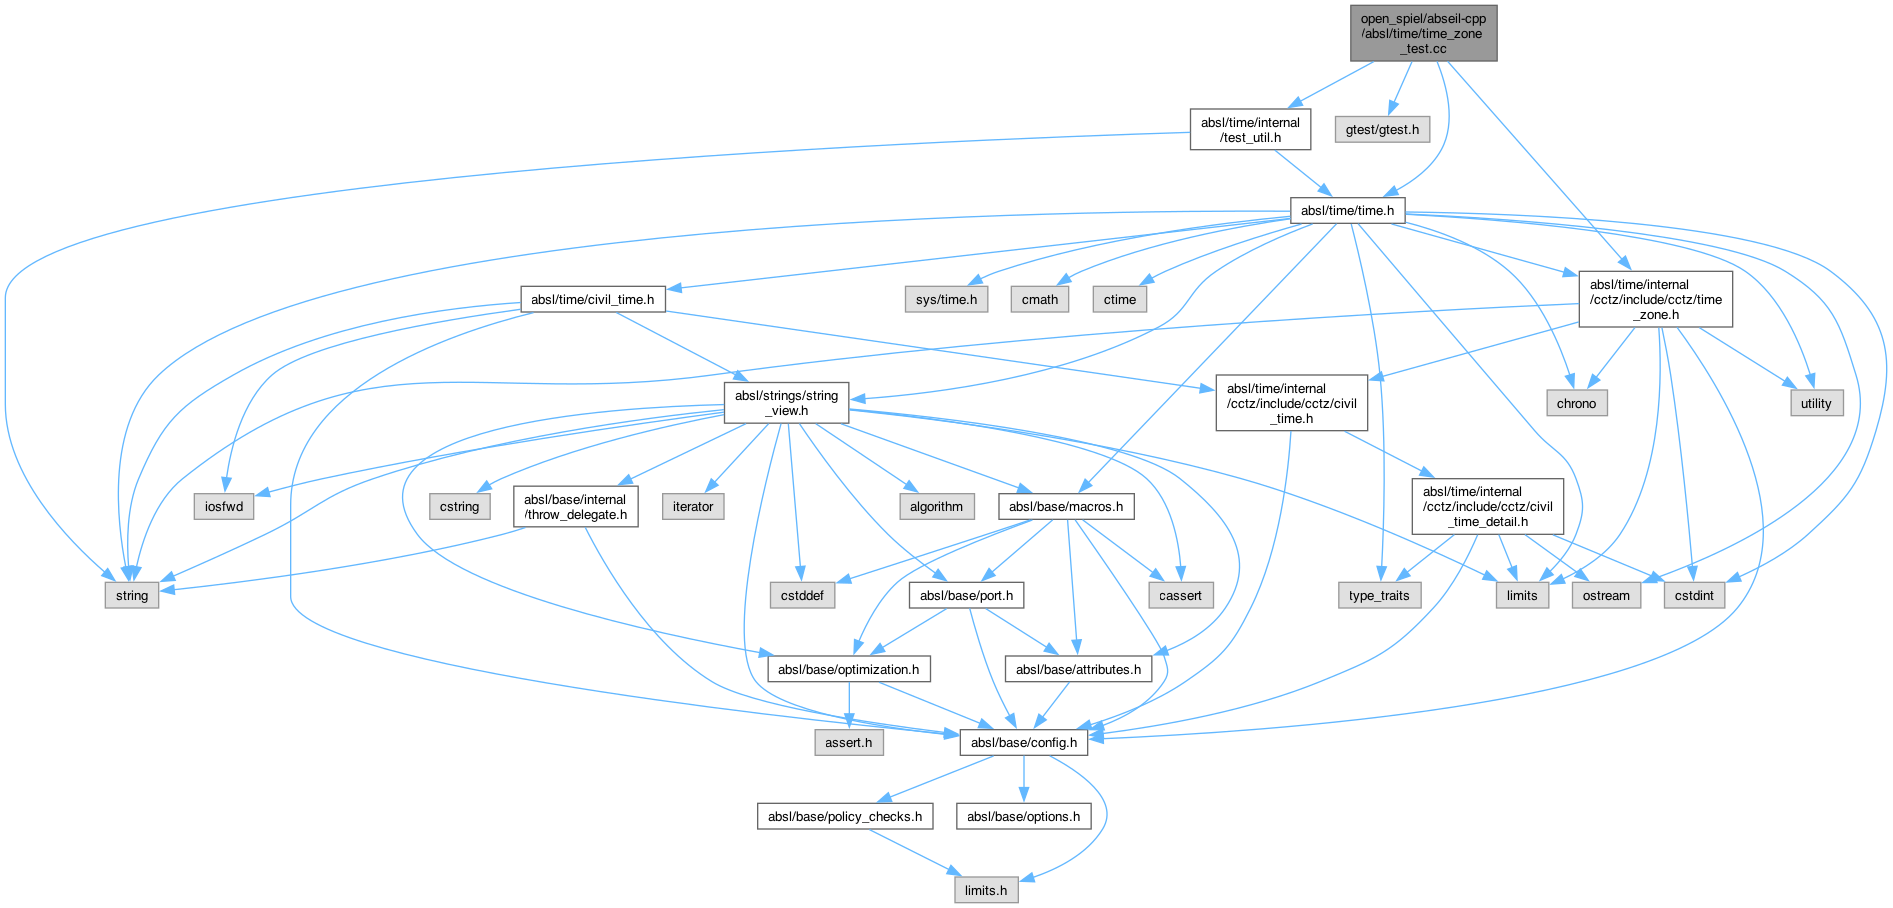 open_spiel/abseil-cpp
/absl/time/time_zone
_test.cc
absl/time/internal
/test_util.h
gtest/gtest.h
absl/time/time.h
absl/time/civil_time.h
sys/time.h
cmath
ctime
absl/time/internal
/cctz/include/cctz/time
_zone.h
absl/strings/string
_view.h
absl/time/internal
/cctz/include/cctz/civil
_time.h
chrono
utility
iosfwd
cstring
absl/base/internal
/throw_delegate.h
iterator
algorithm
absl/base/macros.h
absl/time/internal
/cctz/include/cctz/civil
_time_detail.h
string
cstddef
absl/base/port.h
cassert
type_traits
limits
ostream
cstdint
absl/base/optimization.h
absl/base/attributes.h
assert.h
absl/base/config.h
absl/base/policy_checks.h
absl/base/options.h
limits.h